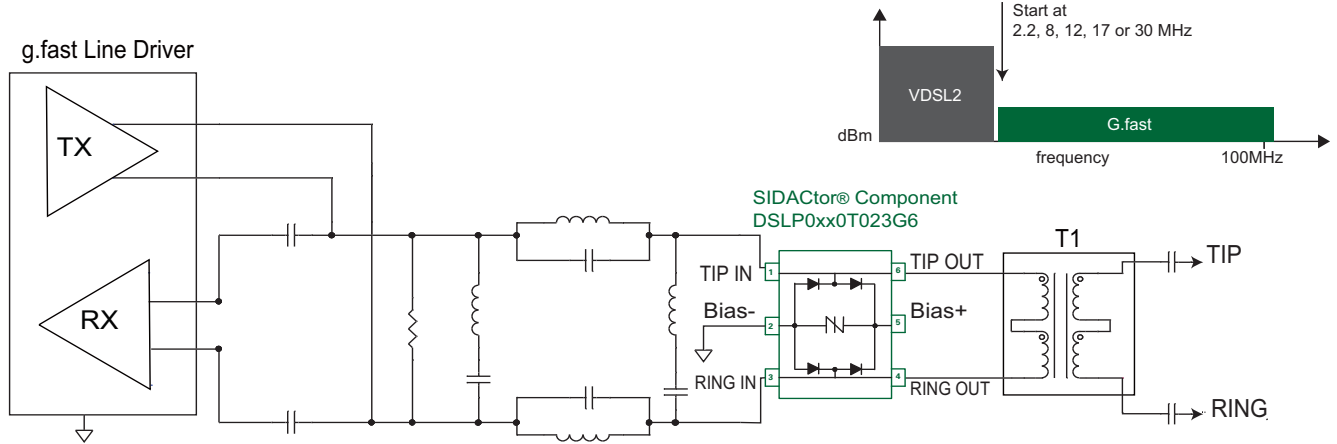 Start at
2.2, 8, 12, 17 or 30 MHz
g.fast Line Driver
VDSL2
G.fast
dBm
frequency
100MHz
TX
SIDACtor® Component
DSLP0xx0T023G6
T1
TIP IN
1
6
TIP OUT
TIP
Bias-
2
5
Bias+
RX
RING IN
3
4
RING OUT
RING